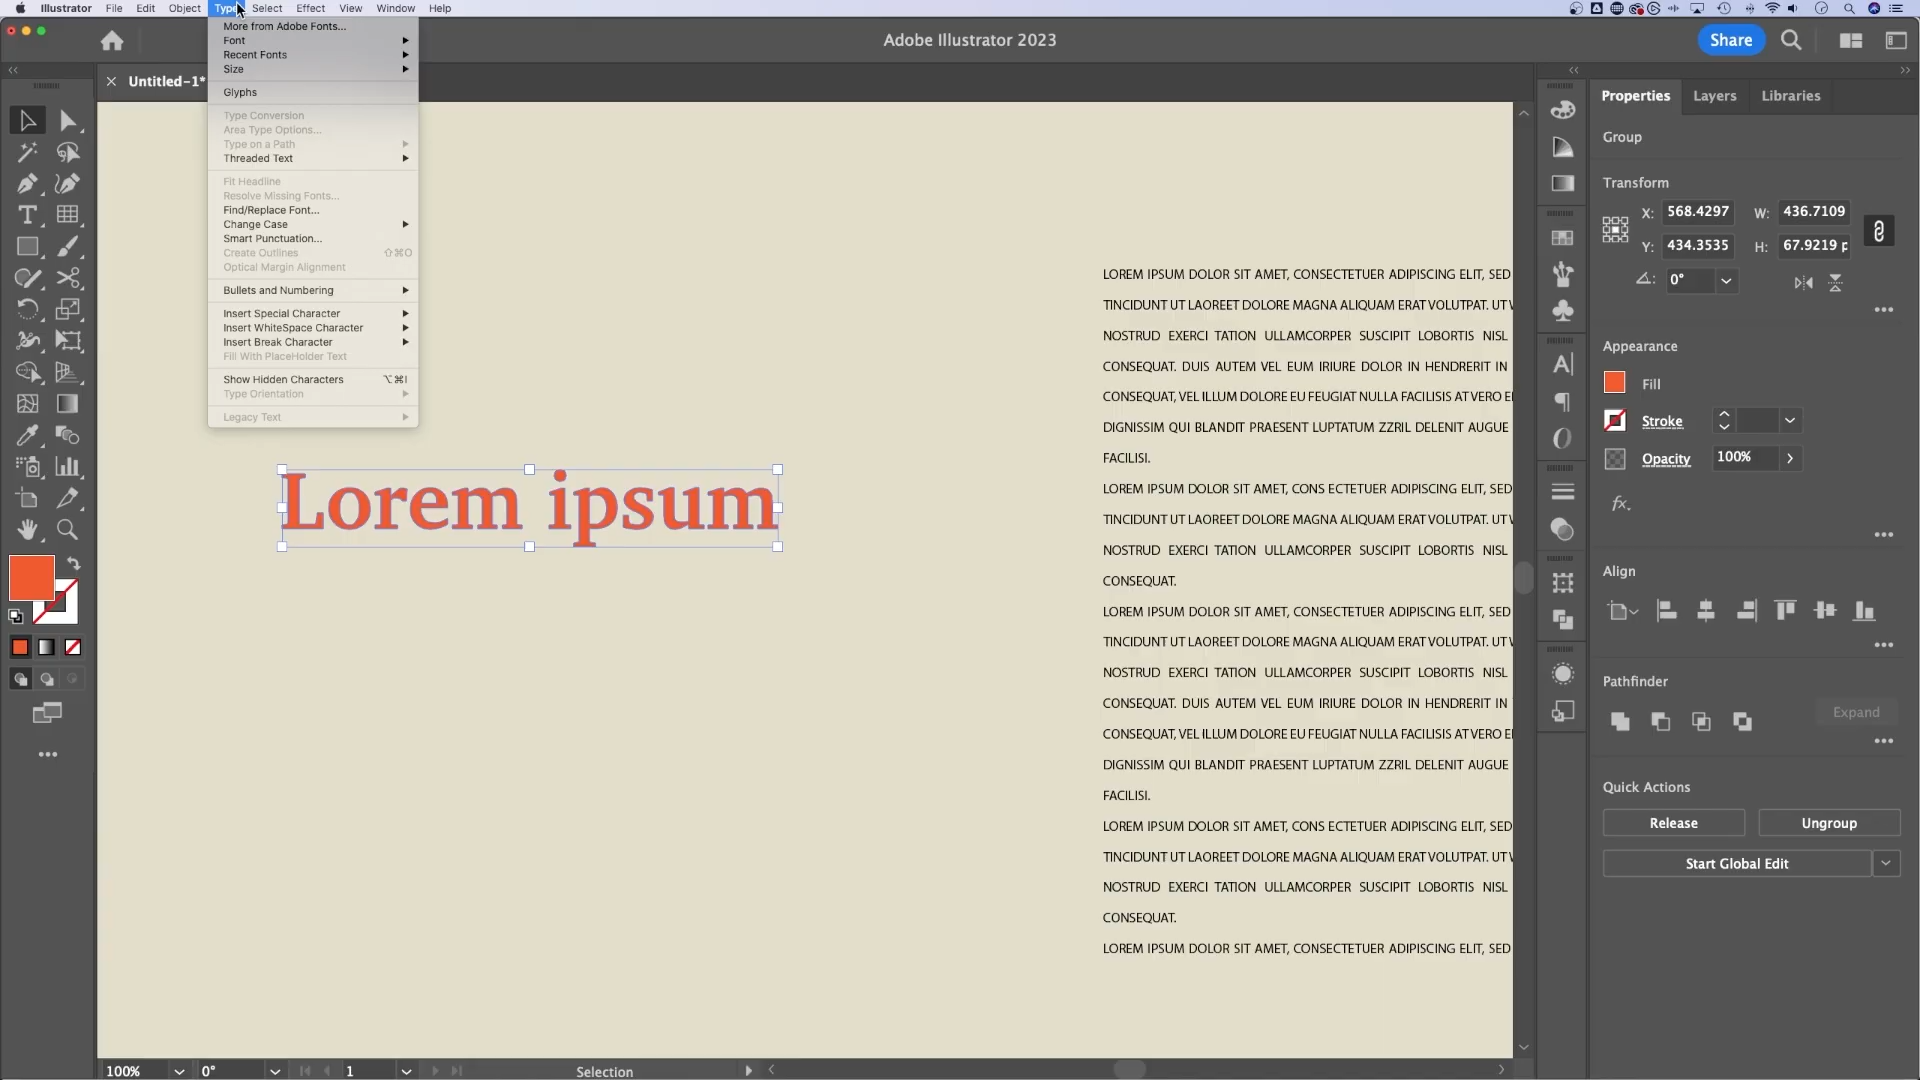 Illustrator File Edit Object Type Select Effect View Window Help
Adobe Illustrator 2023
Share
Untitled-1*
More from Adobe Fonts...
Font
Recent Fonts
Size
Glyphs
Type Conversion
Area Type Options...
Type on a Path
Threaded Text
Fit Headline
Resolve Missing Fonts...
Find/Replace Font...
Change Case
Smart Punctuation...
Create Outlines ⇧⌘O
Optical Margin Alignment
Bullets and Numbering
Insert Special Character
Insert WhiteSpace Character
Insert Break Character
Fill With PlaceHolder Text
Show Hidden Characters ⌥⌘I
Type Orientation
Legacy Text
Lorem ipsum
LOREM IPSUM DOLOR SIT AMET, CONSECTETUER ADIPISCING ELIT, SED
TINCIDUNT UT LAOREET DOLORE MAGNA ALIQUAM ERAT VOLUTPAT. UT
NOSTRUD EXERCI TATION ULLAMCORPER SUSCIPIT LOBORTIS NISL
CONSEQUAT. DUIS AUTEM VEL EUM IRIURE DOLOR IN HENDRERIT IN
CONSEQUAT, VEL ILLUM DOLORE EU FEUGIAT NULLA FACILISIS AT VERO
DIGNISSIM QUI BLANDIT PRAESENT LUPTATUM ZZRIL DELENIT AUGUE
FACILISI.
LOREM IPSUM DOLOR SIT AMET, CONS ECTETUER ADIPISCING ELIT, SED
TINCIDUNT UT LAOREET DOLORE MAGNA ALIQUAM ERAT VOLUTPAT. UT
NOSTRUD EXERCI TATION ULLAMCORPER SUSCIPIT LOBORTIS NISL
CONSEQUAT.
LOREM IPSUM DOLOR SIT AMET, CONSECTETUER ADIPISCING ELIT, SED
TINCIDUNT UT LAOREET DOLORE MAGNA ALIQUAM ERAT VOLUTPAT. UT
NOSTRUD EXERCI TATION ULLAMCORPER SUSCIPIT LOBORTIS NISL
CONSEQUAT. DUIS AUTEM VEL EUM IRIURE DOLOR IN HENDRERIT IN
CONSEQUAT, VEL ILLUM DOLORE EU FEUGIAT NULLA FACILISIS AT VERO
DIGNISSIM QUI BLANDIT PRAESENT LUPTATUM ZZRIL DELENIT AUGUE
FACILISI.
LOREM IPSUM DOLOR SIT AMET, CONS ECTETUER ADIPISCING ELIT, SED
TINCIDUNT UT LAOREET DOLORE MAGNA ALIQUAM ERAT VOLUTPAT. UT
NOSTRUD EXERCI TATION ULLAMCORPER SUSCIPIT LOBORTIS NISL
CONSEQUAT.
LOREM IPSUM DOLOR SIT AMET, CONSECTETUER ADIPISCING ELIT, SED
Properties Layers Libraries
Group
Transform
X: 568.4297 W: 436.7109
Y: 434.3535 H: 67.9219 p
0°
Appearance
Fill
Stroke
Opacity 100%
fx.
Align
Pathfinder
Expand
Quick Actions
Release Ungroup
Start Global Edit
100% 0° 1 Selection